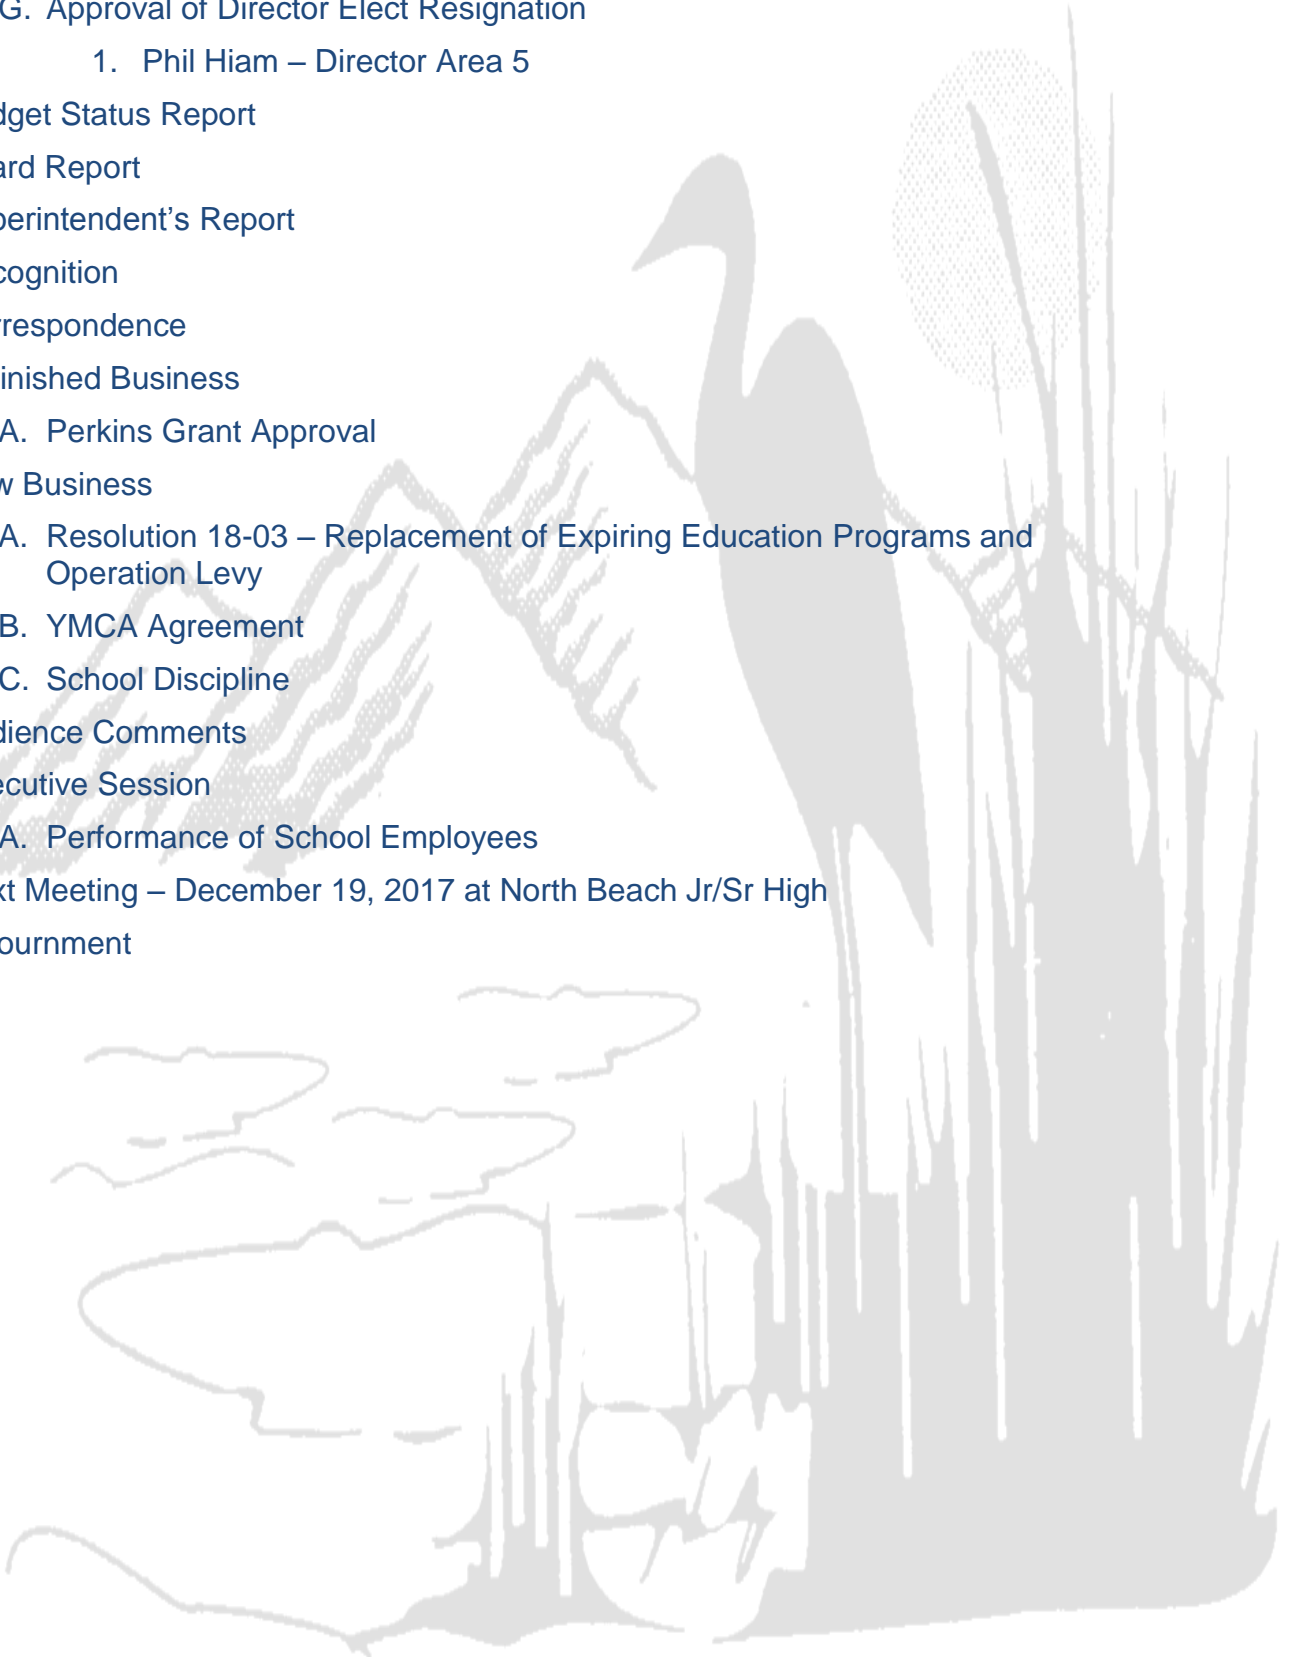 G. Approval of Director Elect Resignation
1. Phil Hiam – Director Area 5
dget Status Report
ard Report
perintendent's Report
cognition
rrespondence
finished Business
A. Perkins Grant Approval
w Business
A. Resolution 18-03 – Replacement of Expiring Education Programs and
Operation Levy
B. YMCA Agreement
C. School Discipline
dience Comments
ecutive Session
A. Performance of School Employees
xt Meeting – December 19, 2017 at North Beach Jr/Sr High
ournment